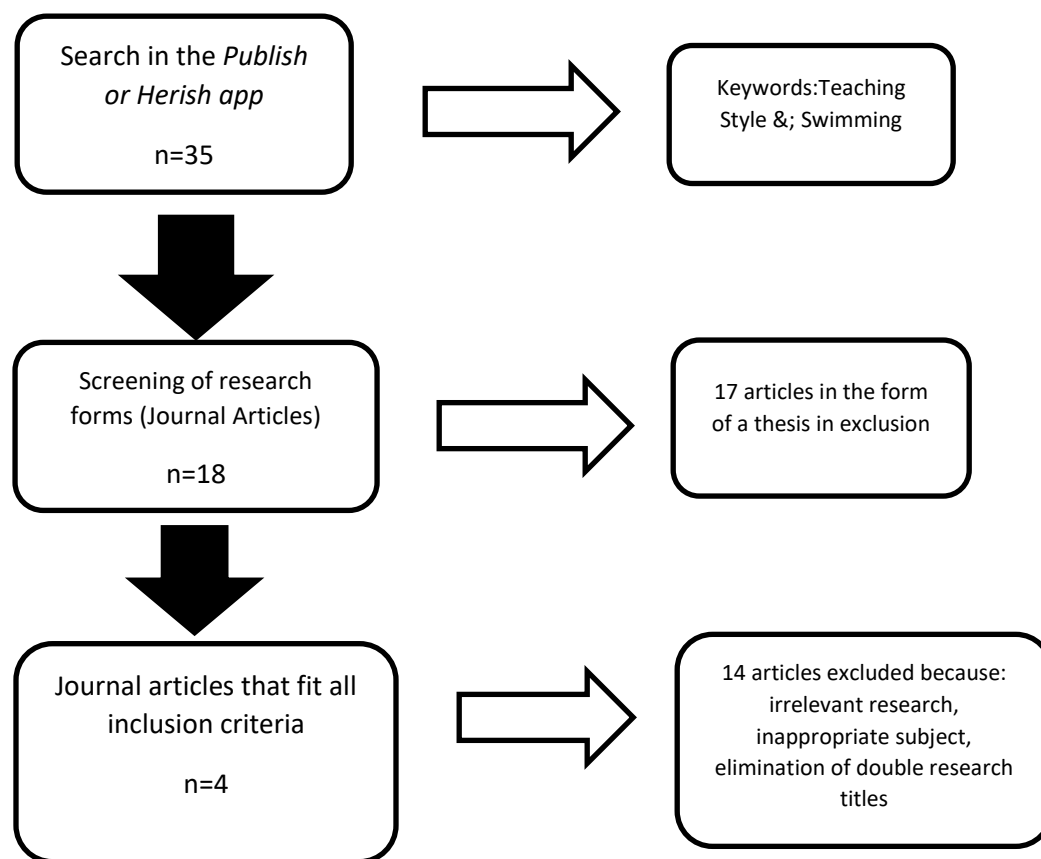 Search in the Publish
or Herish app
n=35
Keywords:Teaching
Style &; Swimming
Screening of research
forms (Journal Articles)
n=18
17 articles in the form
of a thesis in exclusion
Journal articles that fit all
inclusion criteria
n=4
14 articles excluded because:
irrelevant research,
inappropriate subject,
elimination of double research
titles